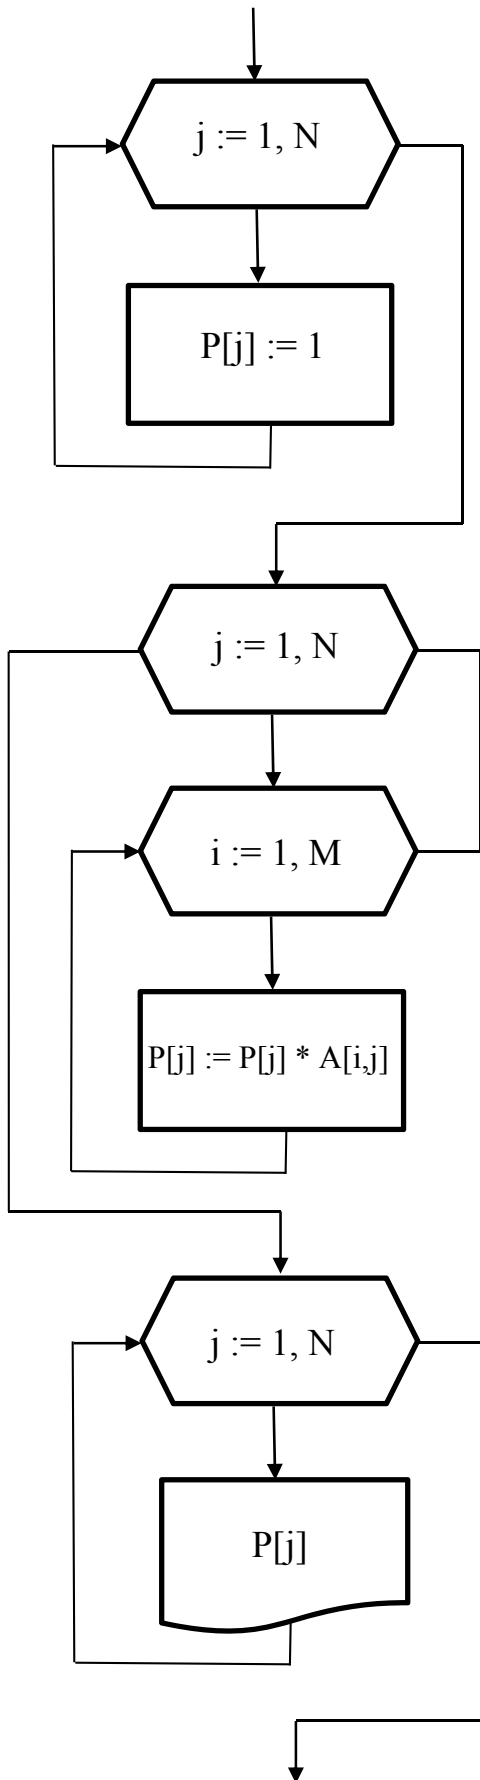 j := 1, N
P[j] := 1
j := 1, N
i := 1, M
P[j] := P[j] * A[i,j]
j := 1, N
P[j]